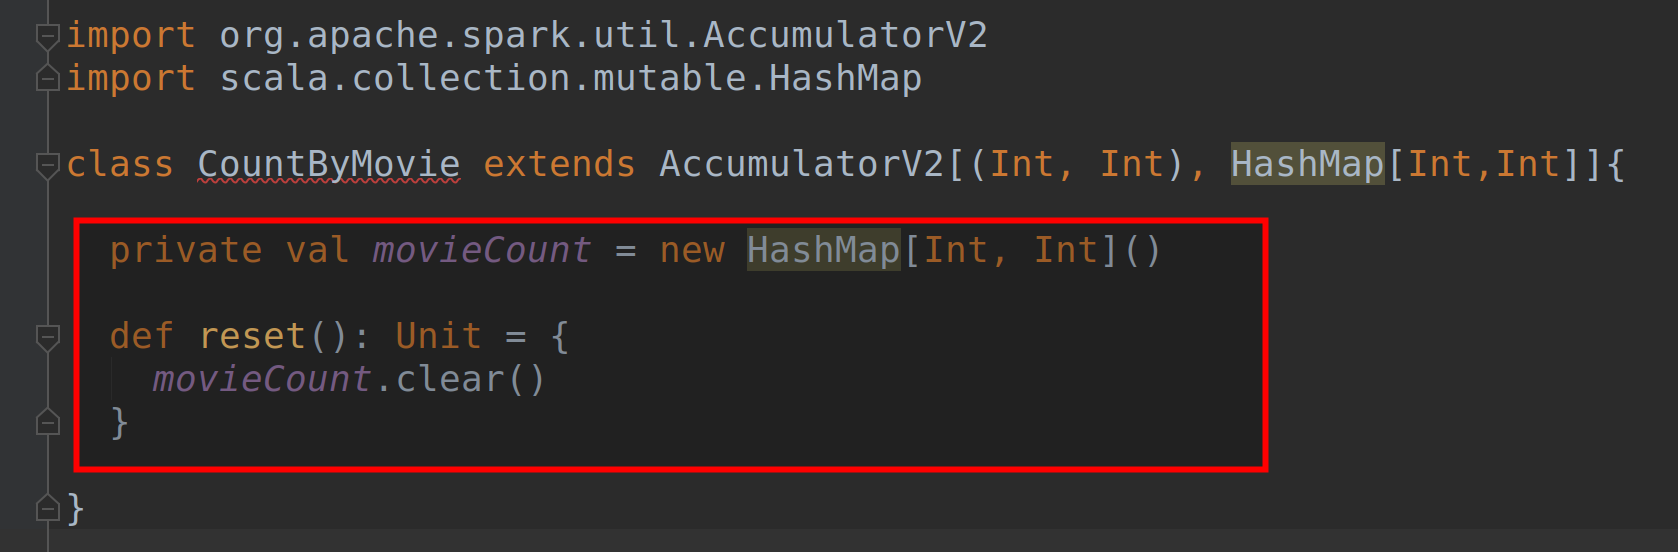 import org.apache.spark.util.AccumulatorV2
import scala.collection.mutable.HashMap
class CountByMovie extends AccumulatorV2[(Int, Int), HashMap[Int,Int]]{
private val movieCount = new HashMap[Int, Int]()
def reset(): Unit = {
movieCount.clear()
}
}